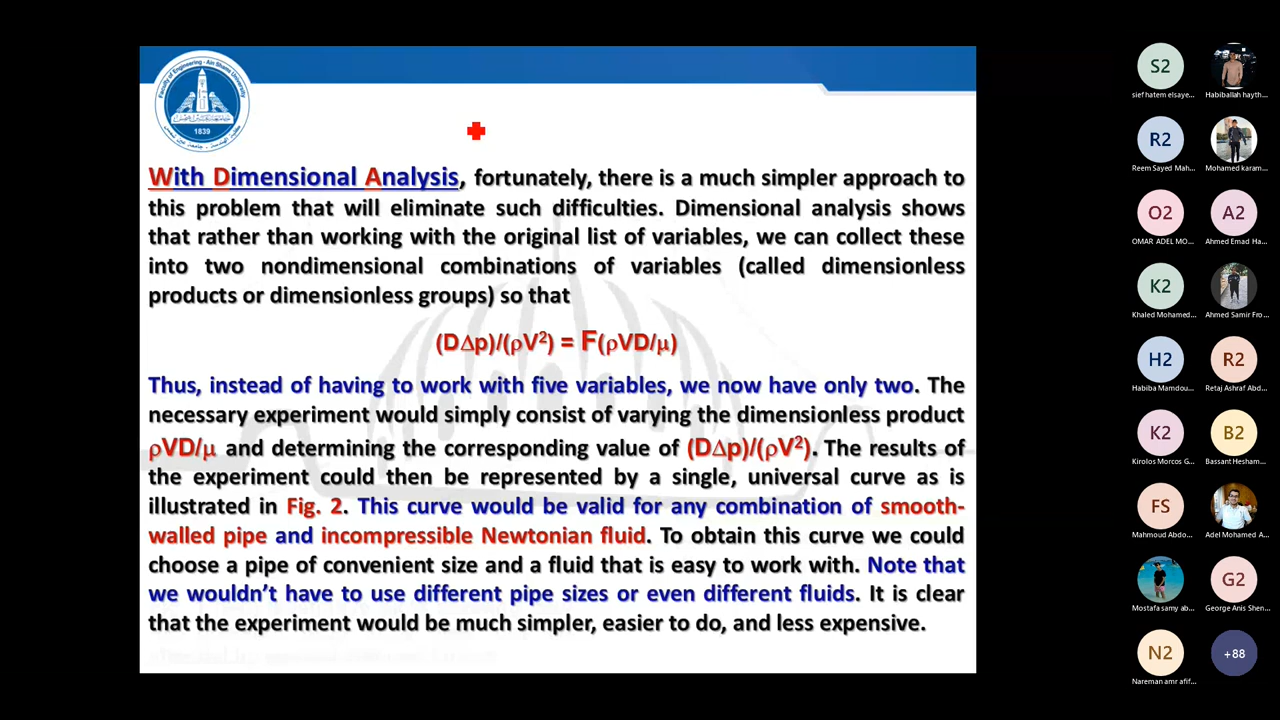 Faculty of Engineering - Ain Shams University
1839
With Dimensional Analysis, fortunately, there is a much simpler approach to
this problem that will eliminate such difficulties. Dimensional analysis shows
that rather than working with the original list of variables, we can collect these
into two nondimensional combinations of variables (called dimensionless
products or dimensionless groups) so that
(DΔp)/(ρV²) = F(ρVD/μ)
Thus, instead of having to work with five variables, we now have only two. The
necessary experiment would simply consist of varying the dimensionless product
ρVD/μ and determining the corresponding value of (DΔp)/(ρV²). The results of
the experiment could then be represented by a single, universal curve as is
illustrated in Fig. 2. This curve would be valid for any combination of smooth-
walled pipe and incompressible Newtonian fluid. To obtain this curve we could
choose a pipe of convenient size and a fluid that is easy to work with. Note that
we wouldn't have to use different pipe sizes or even different fluids. It is clear
that the experiment would be much simpler, easier to do, and less expensive.
S2
sief hatem elsaye...
Habiballah hayth...
R2
Reem Sayed Mah...
Mohamed karam...
O2
OMAR ADEL MO...
A2
Ahmed Emad Ha...
K2
Khaled Mohamed...
Ahmed Samir Fro...
H2
Habiba Mamdou...
R2
Retaj Ashraf Abd...
K2
Kirolos Morcos G...
B2
Bassant Hesham...
FS
Mahmoud Abdo...
Adel Mohamed A...
Mostafa samy ab...
G2
George Anis Shen...
N2
Nareman amr afif...
+88